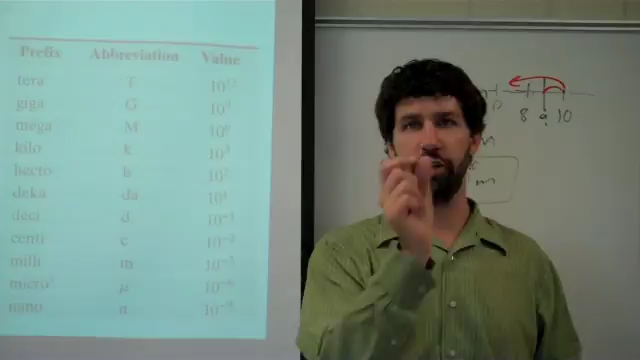 Prefix Abbreviation Value
tera T 10¹²
giga G 10⁹
mega M 10⁶
kilo k 10³
hecto h 10²
deka da 10¹
deci d 10⁻¹
centi c 10⁻²
milli m 10⁻³
micro μ 10⁻⁶
nano n 10⁻⁹
8 9 10
m